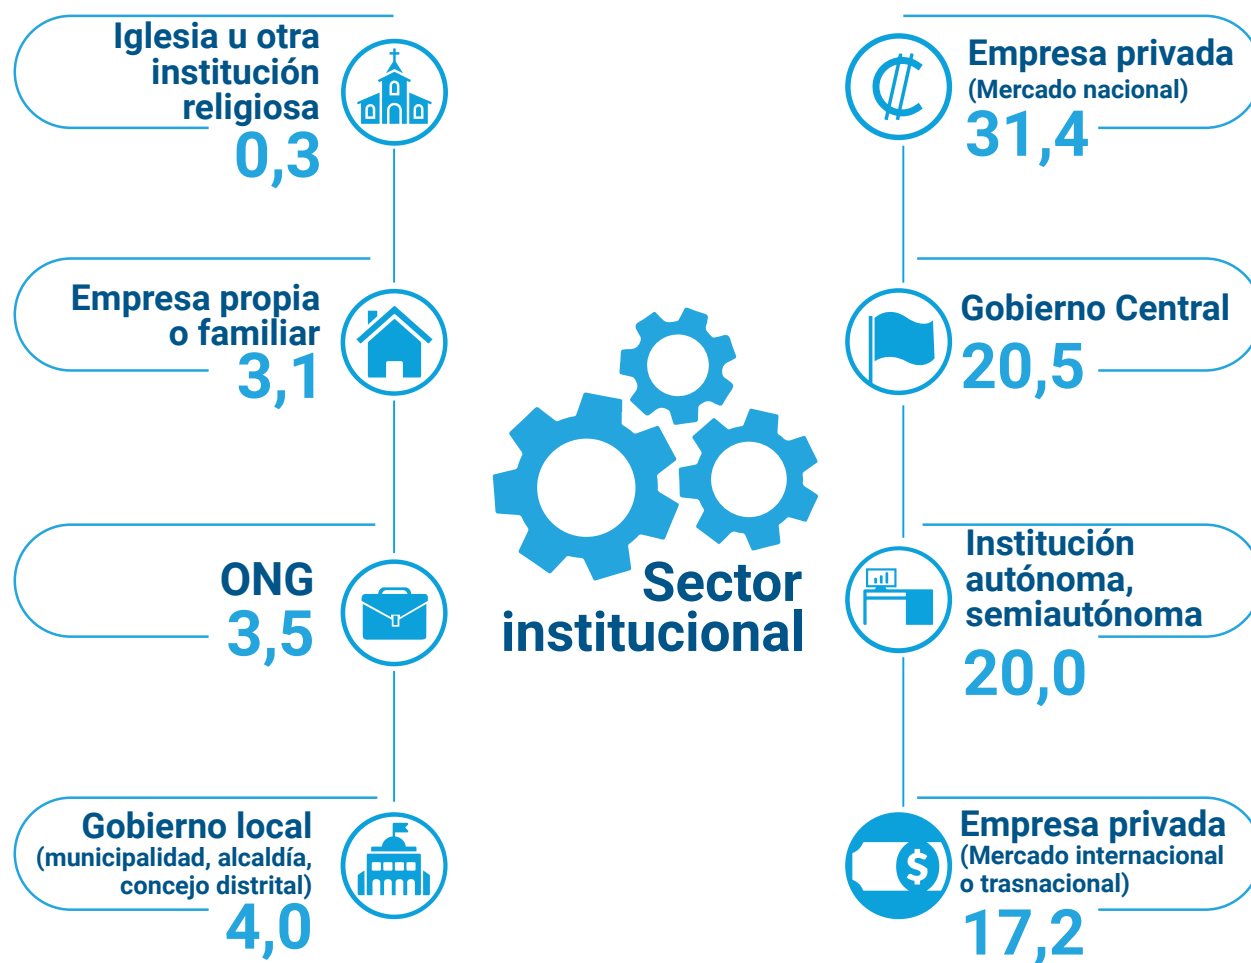 Iglesia u otra
institución
religiosa
0,3
Empresa propia
o familiar
3,1
ONG
3,5
Gobierno local
(municipalidad, alcaldía,
concejo distrital)
4,0
Sector
institucional
Empresa privada
(Mercado nacional)
31,4
Gobierno Central
20,5
Institución
autónoma,
semiautónoma
20,0
Empresa privada
(Mercado internacional
o trasnacional)
17,2